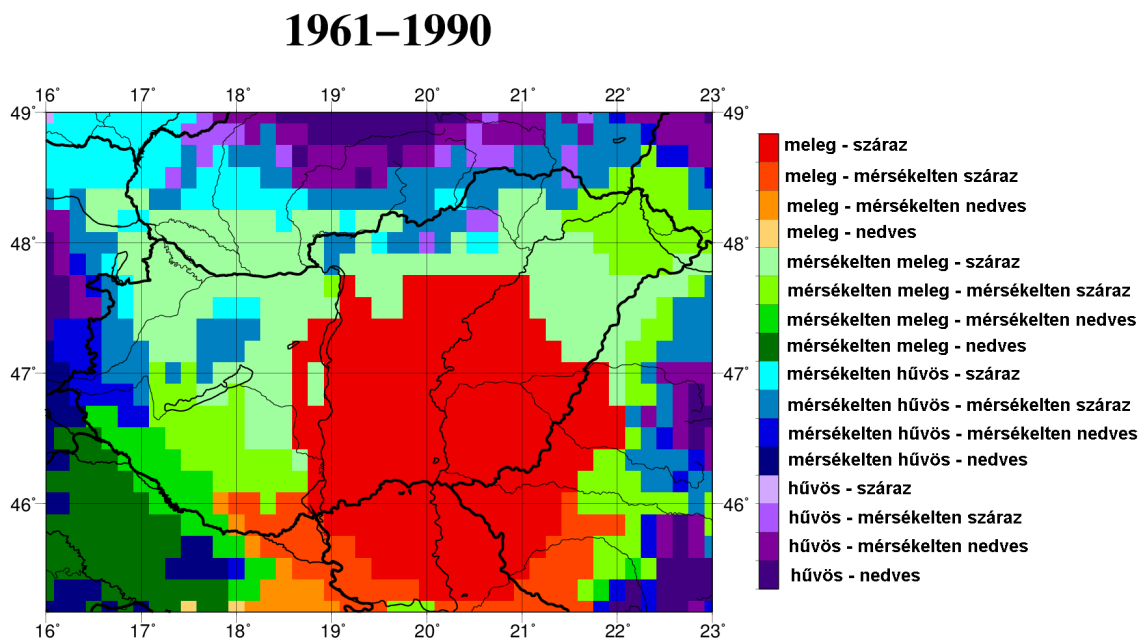 1961–1990
16° 17° 18° 19° 20° 21° 22° 23°
49° 49°
48° 48°
47° 47°
46° 46°
16° 17° 18° 19° 20° 21° 22° 23°
meleg - száraz
meleg - mérsékelten száraz
meleg - mérsékelten nedves
meleg - nedves
mérsékelten meleg - száraz
mérsékelten meleg - mérsékelten száraz
mérsékelten meleg - mérsékelten nedves
mérsékelten meleg - nedves
mérsékelten hűvös - száraz
mérsékelten hűvös - mérsékelten száraz
mérsékelten hűvös - mérsékelten nedves
mérsékelten hűvös - nedves
hűvös - száraz
hűvös - mérsékelten száraz
hűvös - mérsékelten nedves
hűvös - nedves